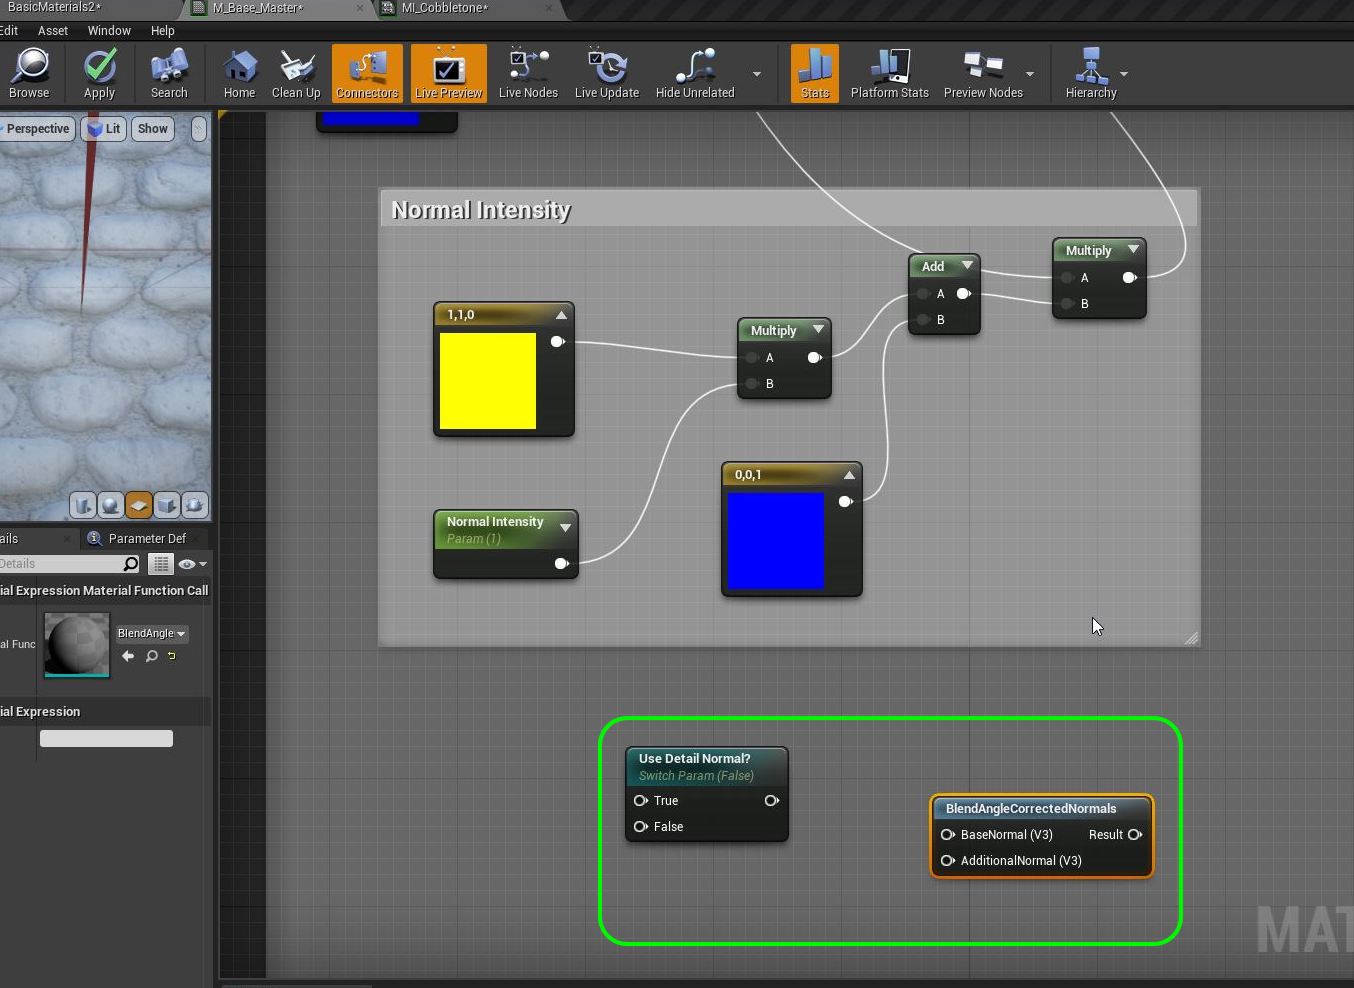 BasicMaterials2*
M_Base_Master*
MI_Cobbletone*
Edit
Asset
Window
Help
Browse
Apply
Search
Home
Clean Up
Connectors
Live Preview
Live Nodes
Live Update
Hide Unrelated
Stats
Platform Stats
Preview Nodes
Hierarchy
Perspective
Lit
Show
Normal Intensity
Add
A
B
Multiply
A
B
1,1,0
Multiply
A
B
0,0,1
Normal Intensity
Param (1)
ails
Parameter Def
Details
ial Expression Material Function Call
al Func
BlendAngle
ial Expression
Use Detail Normal?
Switch Param (False)
True
False
BlendAngleCorrectedNormals
BaseNormal (V3)
Result
AdditionalNormal (V3)
MAT